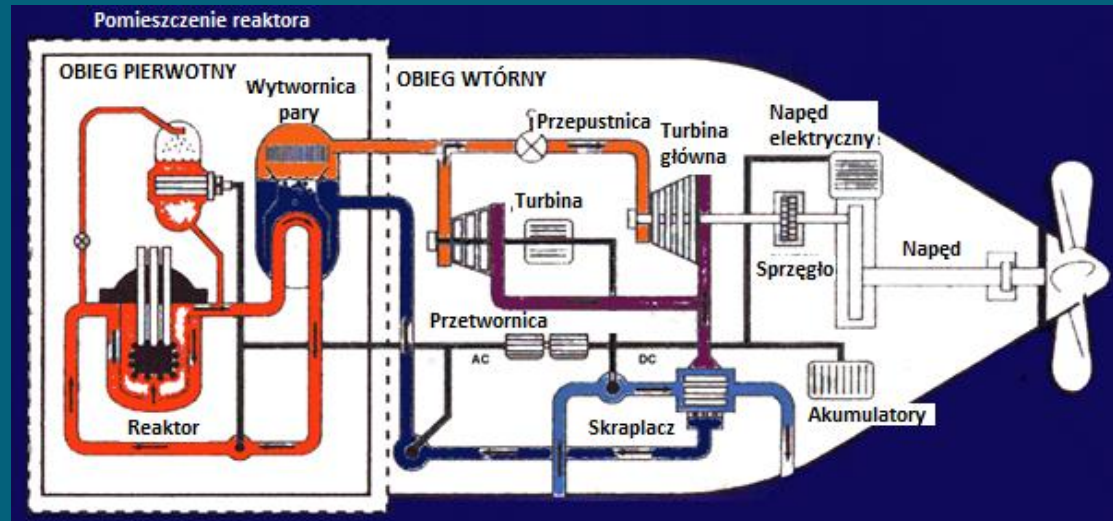 Pomieszczenie reaktora
OBIEG PIERWOTNY
Wytwornica
pary
OBIEG WTÓRNY
Przepustnica
Turbina
główna
Napęd
elektryczny
Turbina
Sprzęgło
Napęd
Przetwornica
AC
DC
Reaktor
Skraplacz
Akumulatory